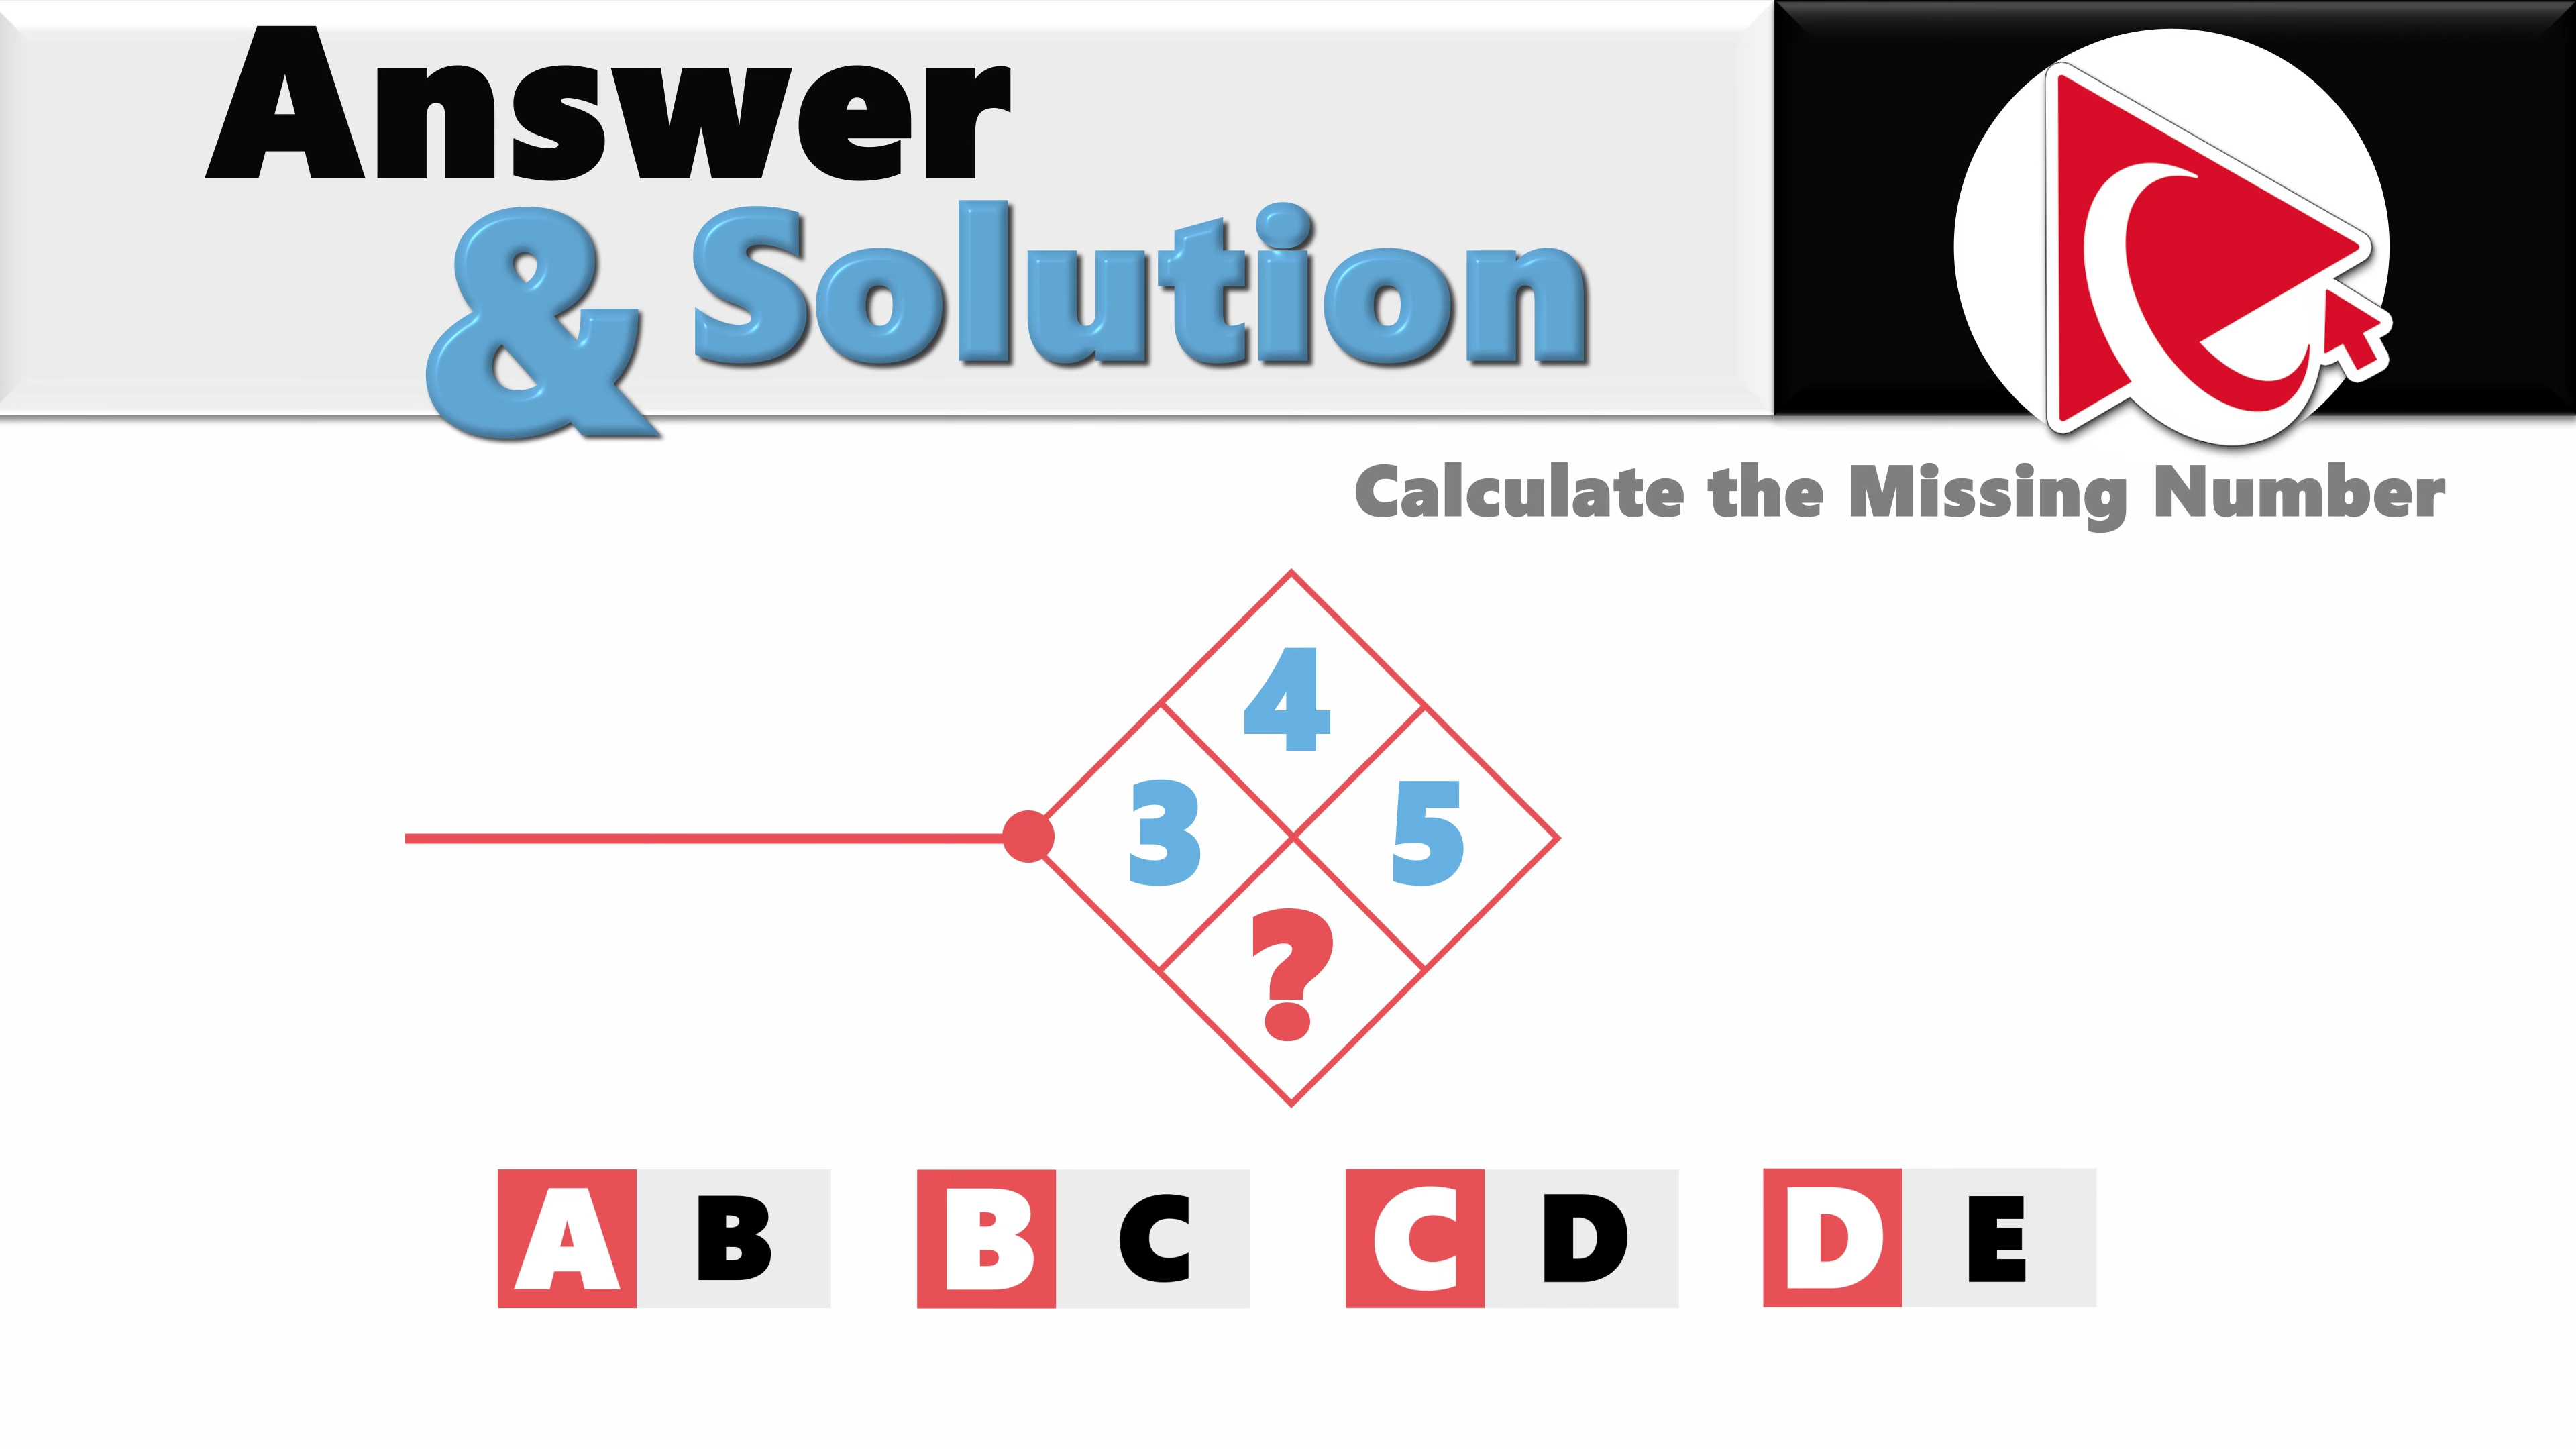 Answer
& Solution
Calculate the Missing Number
4
3 5
?
A B B C C D D E